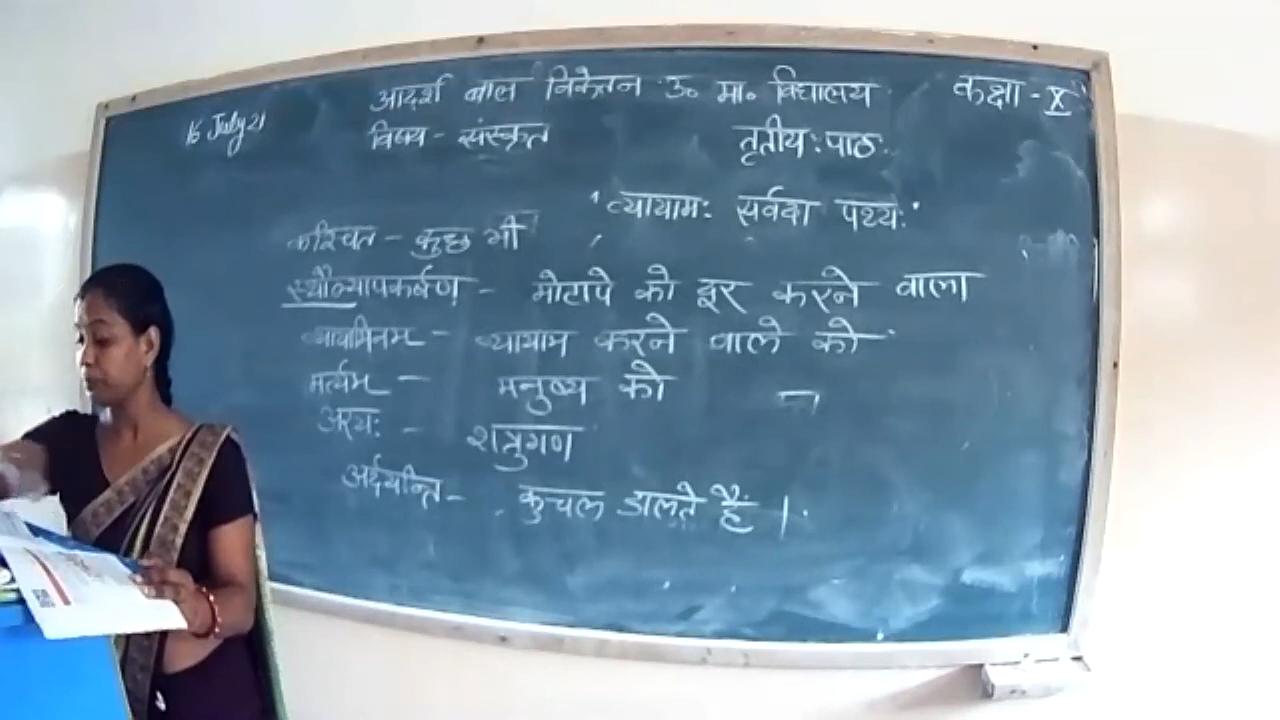 आदर्श बाल निकेतन उ० मा० विद्यालय कक्षा - X
16 July 21
विषय - संस्कृत तृतीय: पाठ:
'व्यायाम: सर्वदा पथ्य:'
कश्चित - कुछ भी
स्थौल्यापकर्षण - मोटापे को दूर करने वाला
व्यायामिनम - व्यायाम करने वाले को
मर्त्यम - मनुष्य को
अरय: - शत्रुगण
अर्दयन्ति - कुचल डालते हैं।